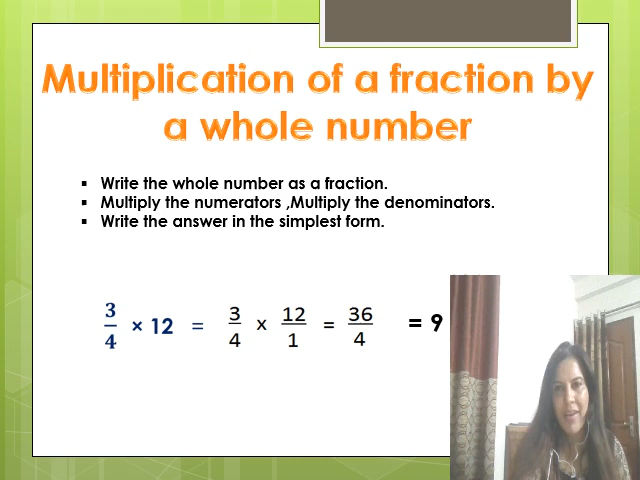 Multiplication of a fraction by
a whole number
▪ Write the whole number as a fraction.
▪ Multiply the numerators ,Multiply the denominators.
▪ Write the answer in the simplest form.
3/4 × 12 = 3/4 x 12/1 = 36/4 = 9